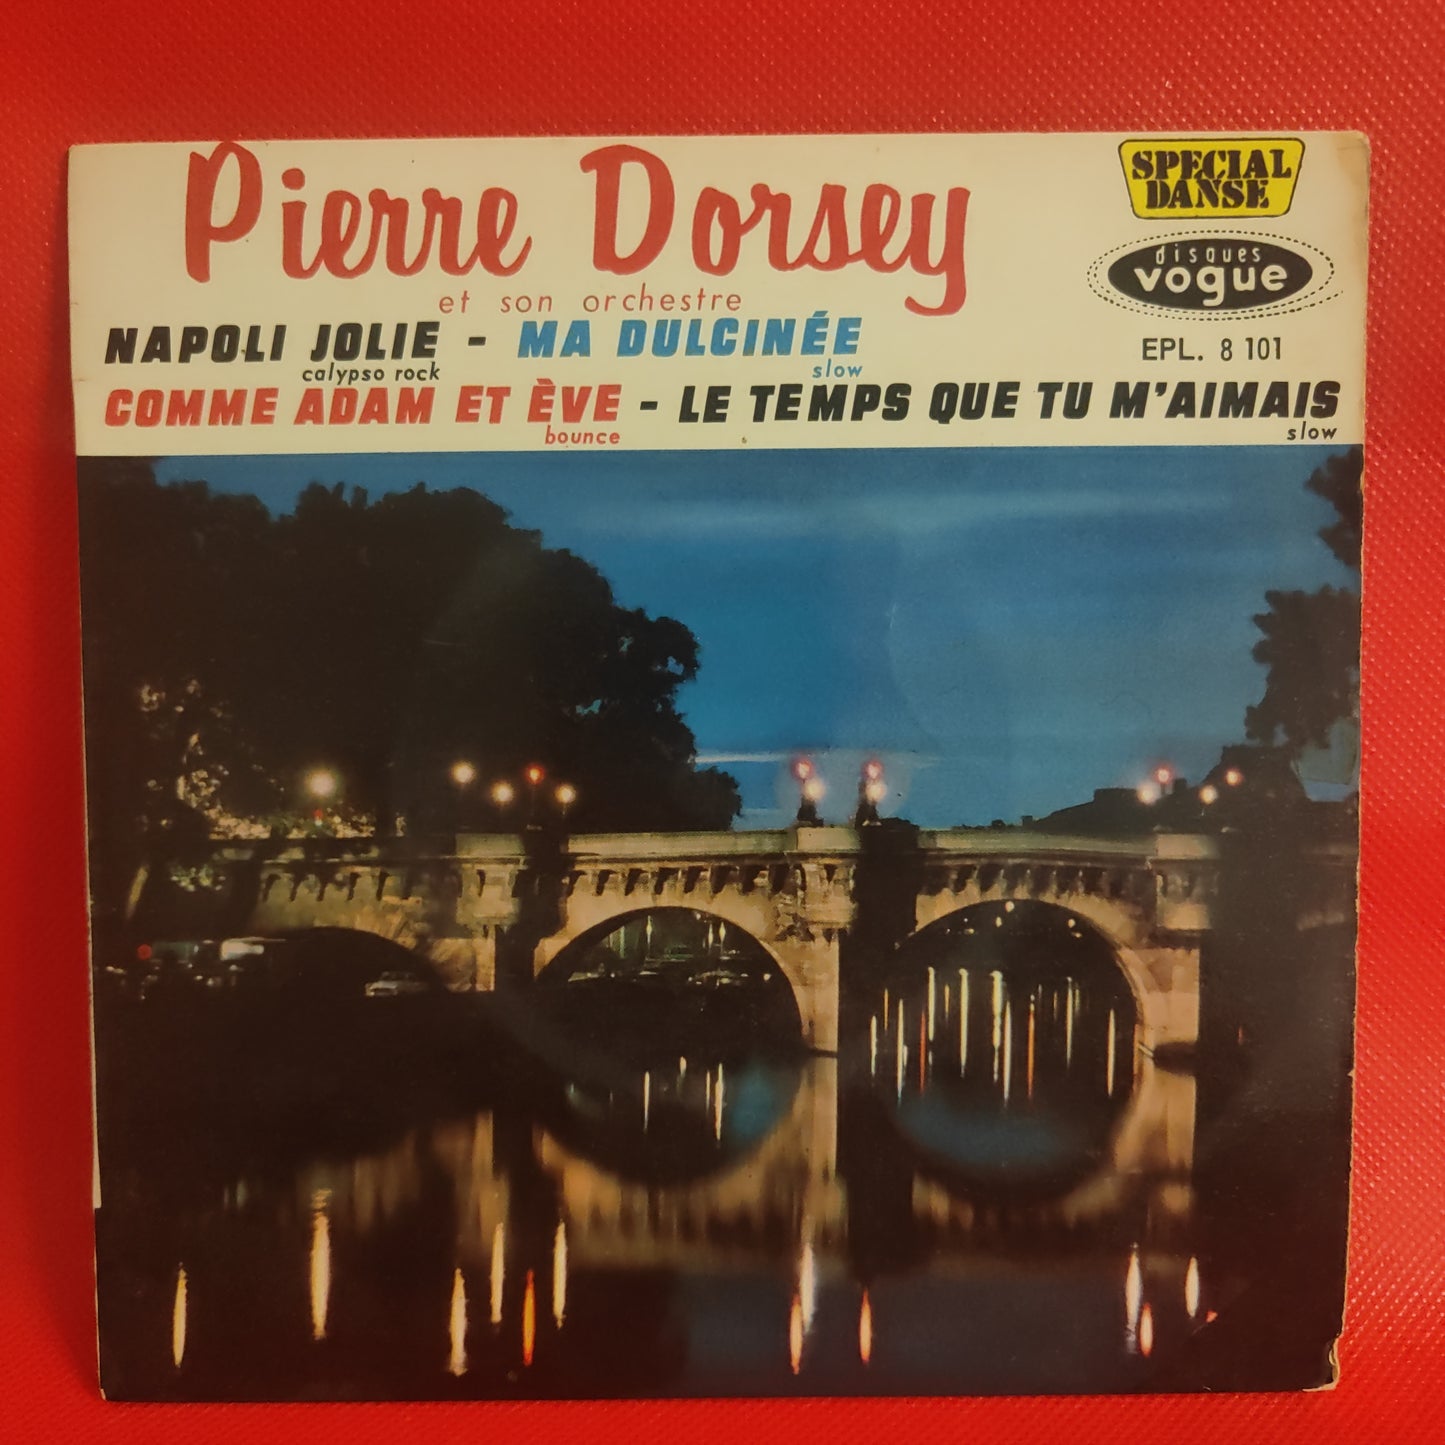 Pierre Dorsey
et son orchestre
SPECIAL
DANSE
disques
vogue
EPL. 8 101
NAPOLI JOLIE - MA DULCINÉE
calypso rock slow
COMME ADAM ET ÈVE - LE TEMPS QUE TU M'AIMAIS
bounce slow